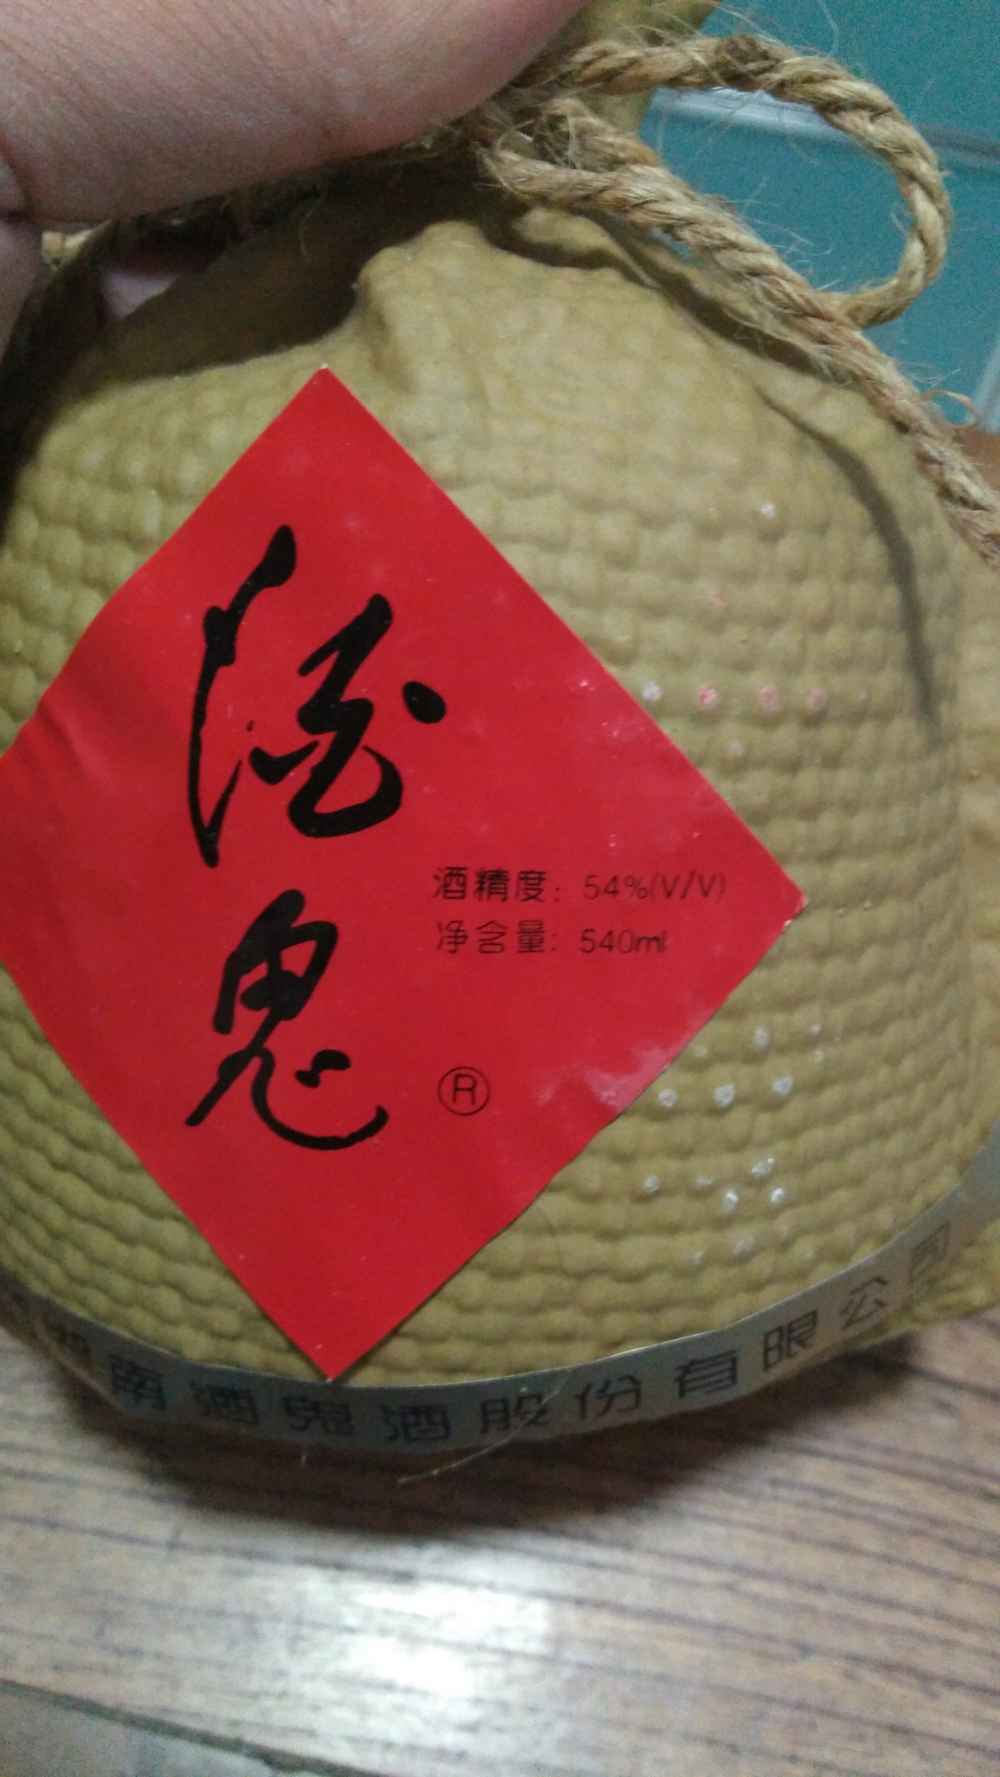 酒
鬼
酒精度: 54%(V/V)
净含量: 540ml
®
湖南酒鬼酒股份有限公司